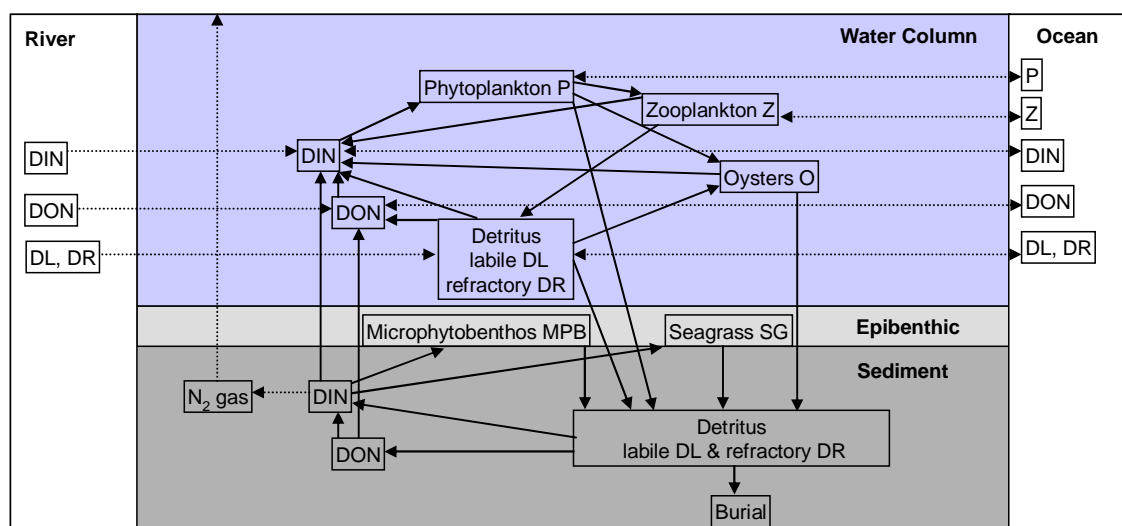 River
Water Column
Ocean
Phytoplankton P
P
Zooplankton Z
Z
DIN
DIN
DIN
Oysters O
DON
DON
DON
Detritus
labile DL
refractory DR
DL, DR
DL, DR
Microphytobenthos MPB
Seagrass SG
Epibenthic
Sediment
N₂ gas
DIN
Detritus
labile DL & refractory DR
DON
Burial